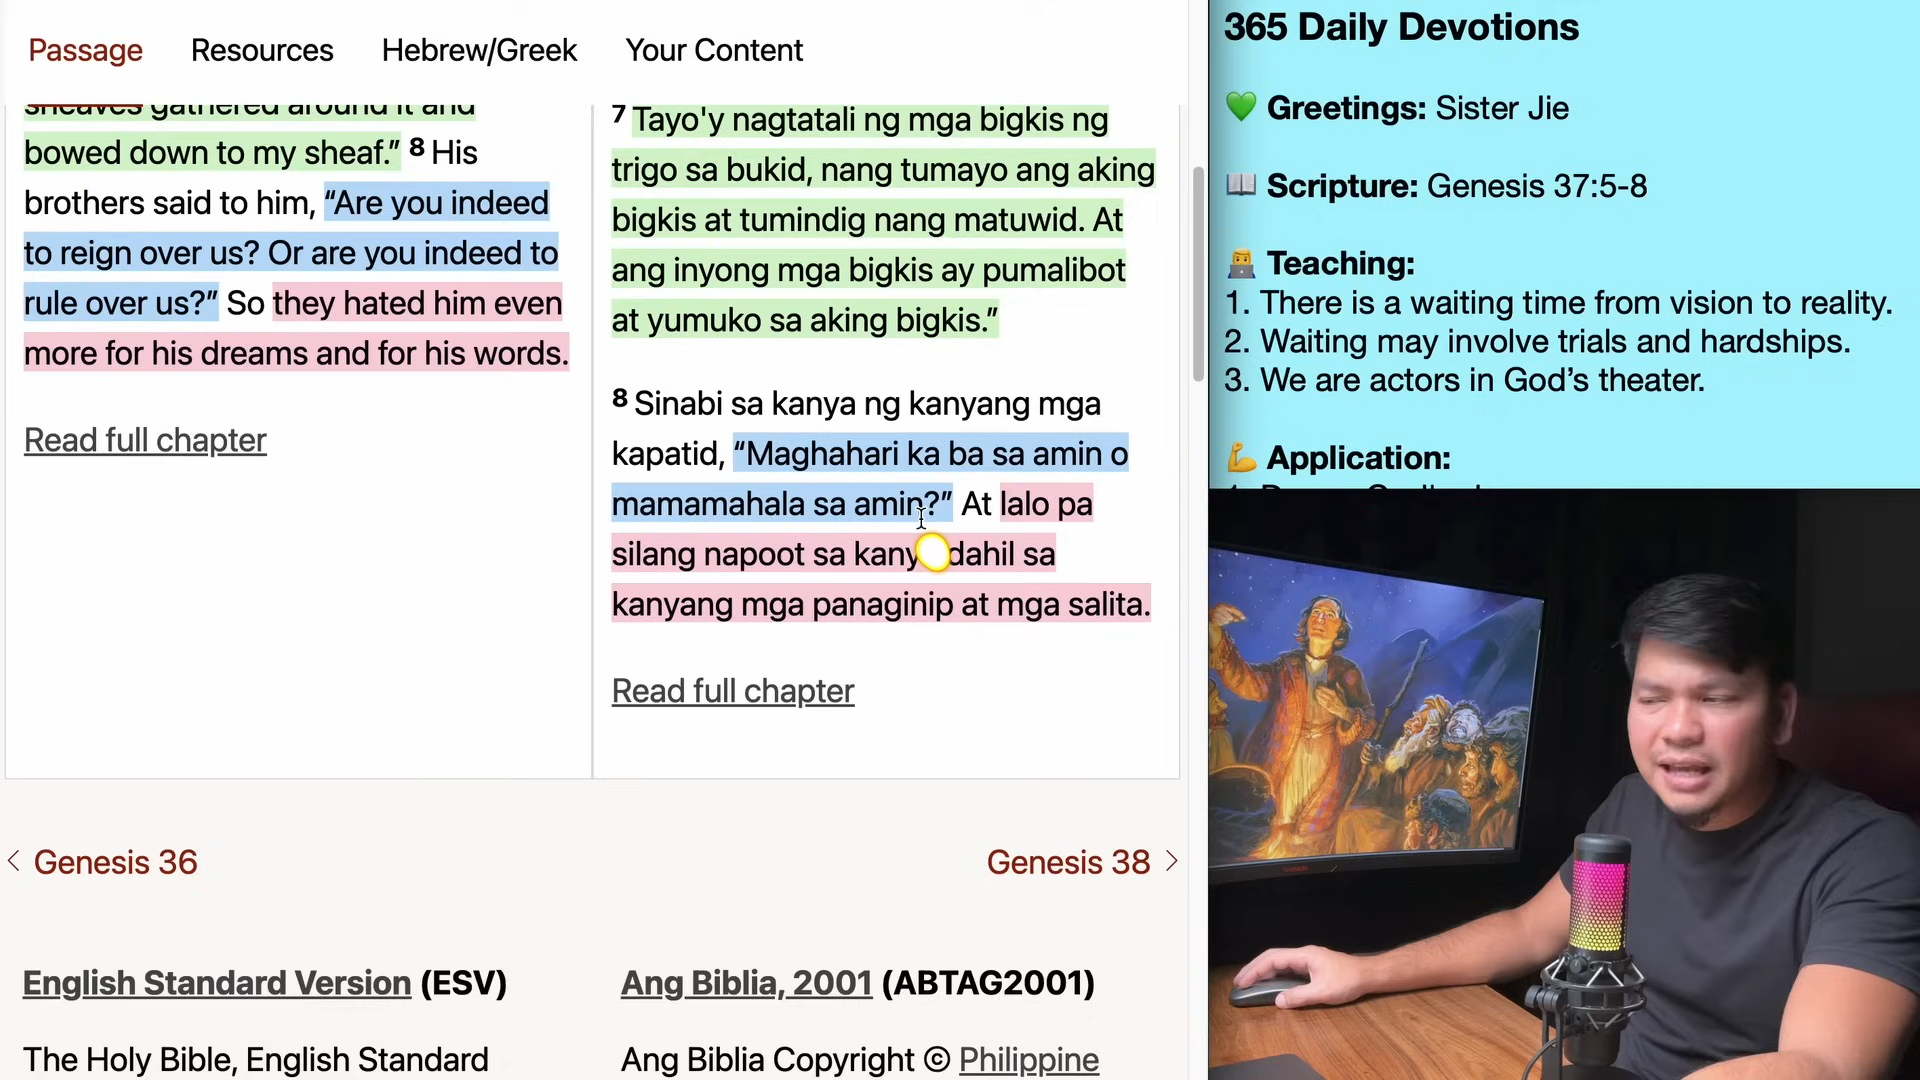 Passage
Resources
Hebrew/Greek
Your Content
sheaves gathered around it and
bowed down to my sheaf.” 8 His
brothers said to him, “Are you indeed
to reign over us? Or are you indeed to
rule over us?” So they hated him even
more for his dreams and for his words.
Read full chapter
7 Tayo'y nagtatali ng mga bigkis ng
trigo sa bukid, nang tumayo ang aking
bigkis at tumindig nang matuwid. At
ang inyong mga bigkis ay pumalibot
at yumuko sa aking bigkis.”
8 Sinabi sa kanya ng kanyang mga
kapatid, “Maghahari ka ba sa amin o
mamamahala sa amin?” At lalo pa
silang napoot sa dahil sa
kanyang mga panaginip at mga salita.
Read full chapter
Genesis 36
Genesis 38
English Standard Version (ESV)
The Holy Bible, English Standard
Ang Biblia, 2001 (ABTAG2001)
Ang Biblia Copyright © Philippine
365 Daily Devotions
💚 Greetings: Sister Jie
📖 Scripture: Genesis 37:5-8
👨‍💻 Teaching:
1. There is a waiting time from vision to reality.
2. Waiting may involve trials and hardships.
3. We are actors in God’s theater.
💪 Application: